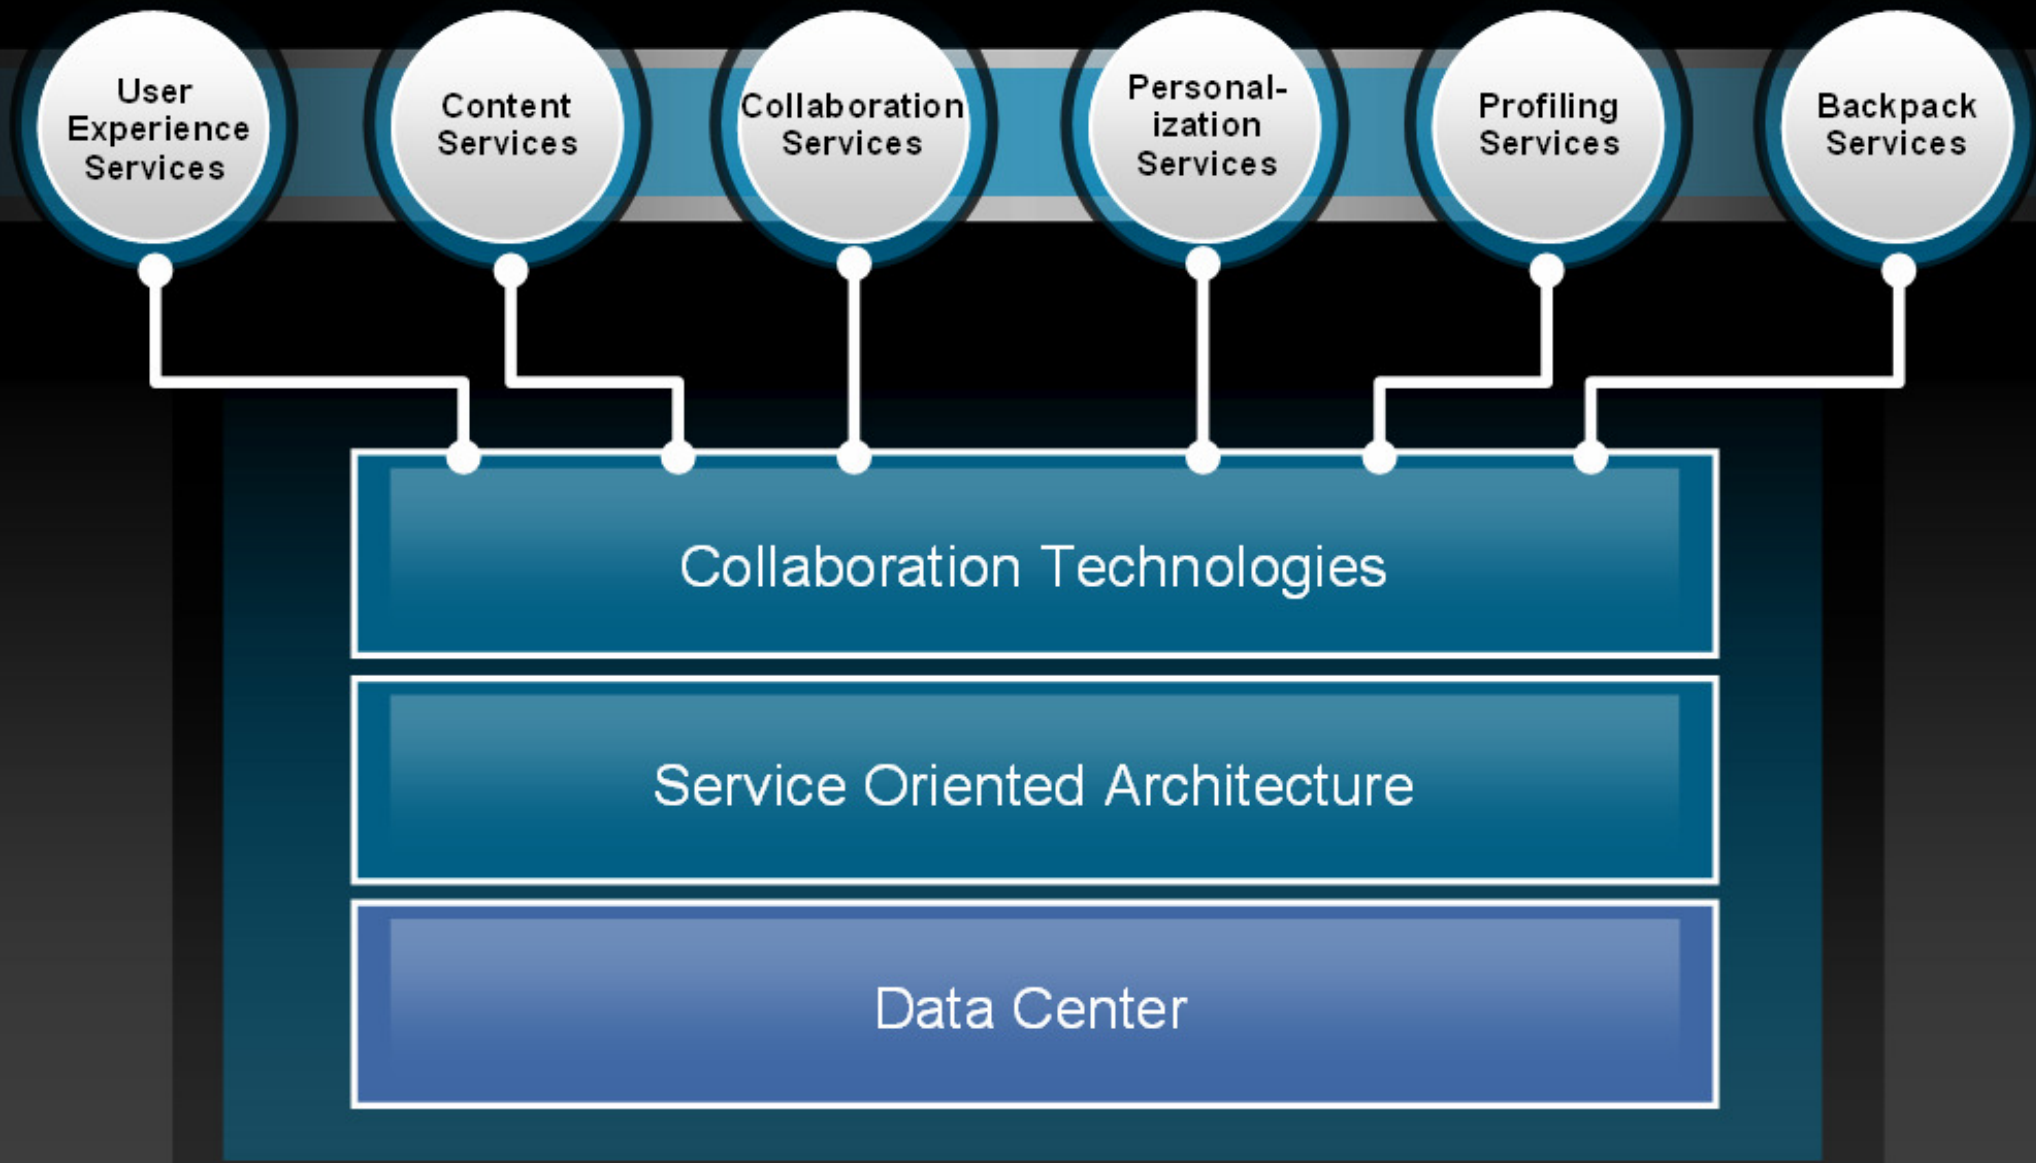 User
Experience
Services
Content
Services
Collaboration
Services
Personal-
ization
Services
Profiling
Services
Backpack
Services
Collaboration Technologies
Service Oriented Architecture
Data Center